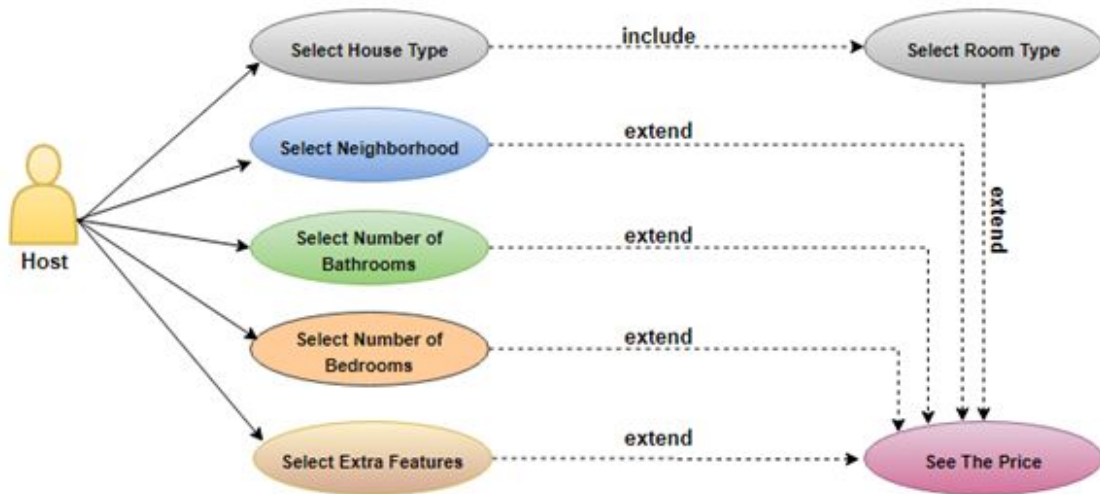 Select House Type
include
Select Room Type
Select Neighborhood
extend
extend
Host
Select Number of
Bathrooms
extend
Select Number of
Bedrooms
extend
Select Extra Features
extend
See The Price